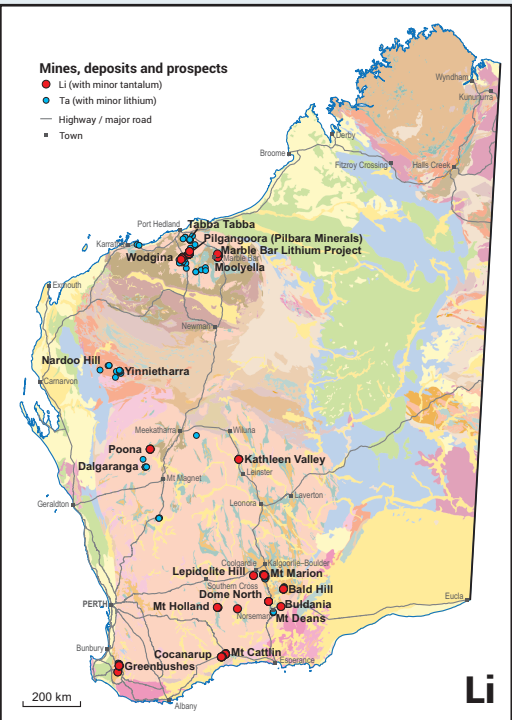 Mines, deposits and prospects
Li (with minor tantalum)
Ta (with minor lithium)
Highway / major road
Town
Wyndham
Kununurra
Derby
Broome
Fitzroy Crossing
Halls Creek
Port Hedland
Tabba Tabba
Karratha
Pilgangoora (Pilbara Minerals)
Marble Bar Lithium Project
Wodgina
Marble Bar
Moolyella
Exmouth
Newman
Nardoo Hill
Yinnietharra
Carnarvon
Meekatharra
Wiluna
Poona
Kathleen Valley
Dalgaranga
Leinster
Mt Magnet
Laverton
Leonora
Geraldton
Coolgardie
Kalgoorlie–Boulder
Lepidolite Hill
Mt Marion
Southern Cross
Bald Hill
Dome North
Eucla
PERTH
Mt Holland
Buldania
Norseman
Mt Deans
Bunbury
Cocanarup
Mt Cattlin
Esperance
Greenbushes
Albany
200 km
Li